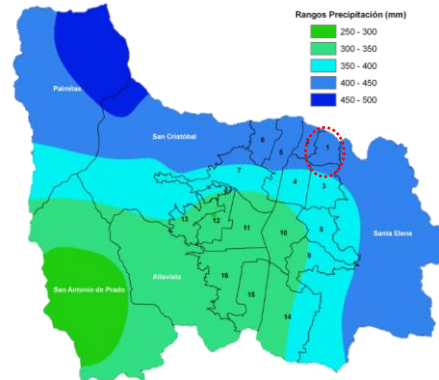 Rangos Precipitación (mm)
250 - 300
300 - 350
350 - 400
400 - 450
450 - 500
Palmitas
San Cristóbal
6
5
1
7
4
3
13
12
11
10
8
Santa Elena
9
Altavista
San Antonio de Prado
16
15
14